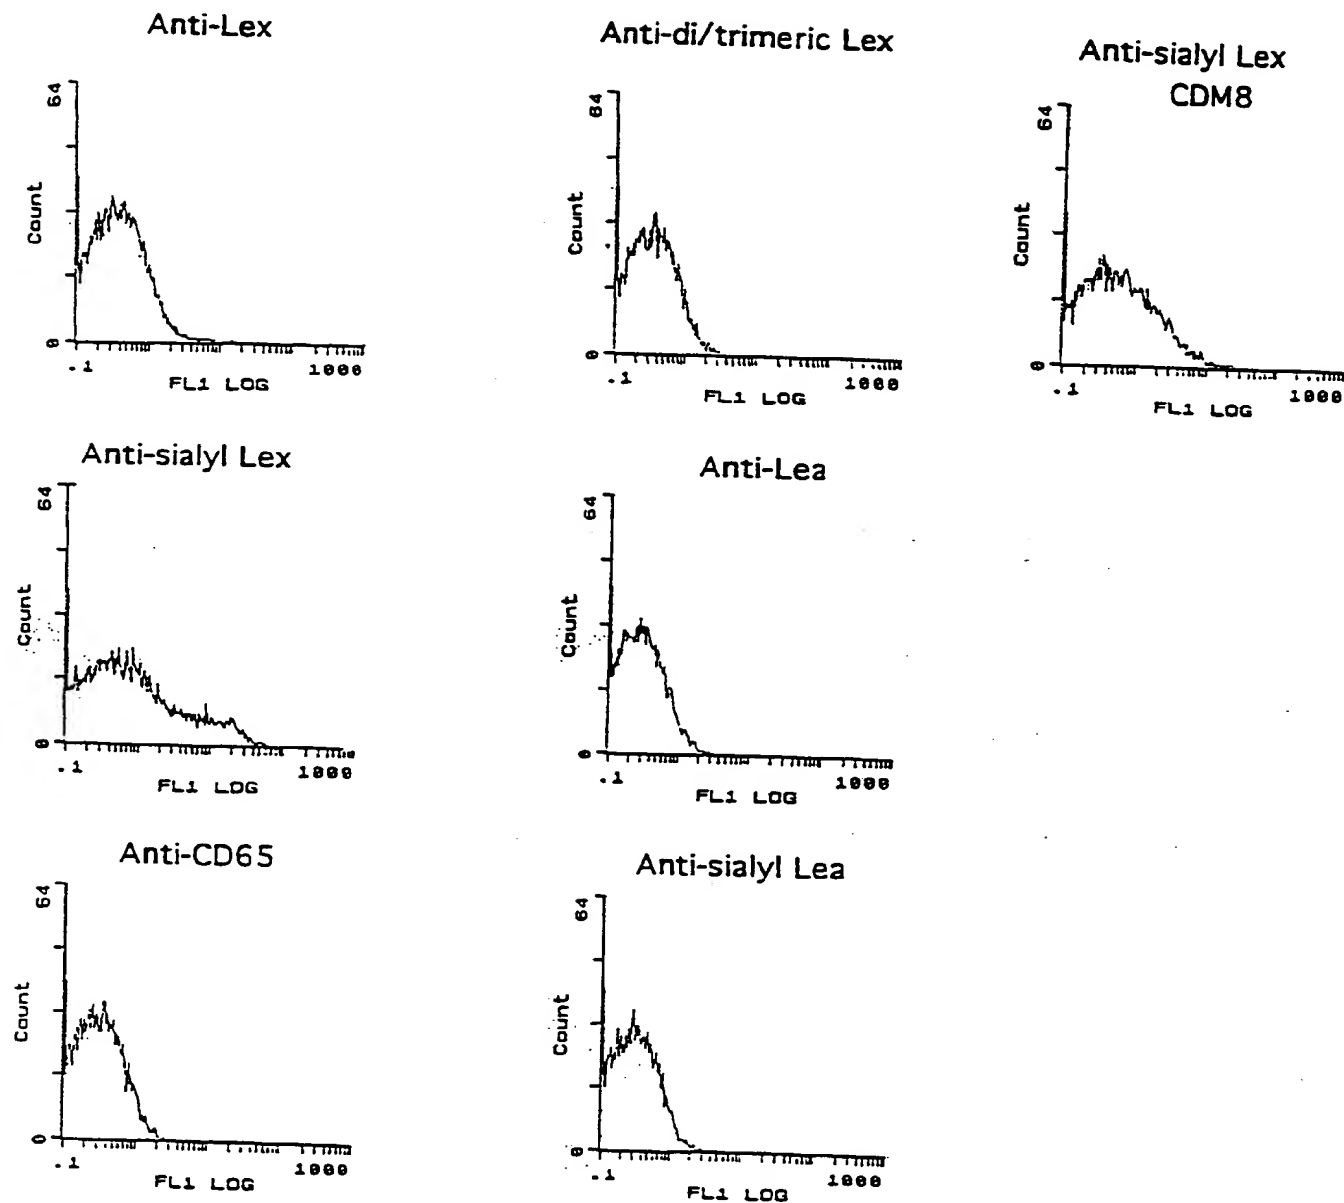 Anti-Lex
64
Count
0
.1
1000
FL1 LOG
Anti-di/trimeric Lex
64
Count
0
.1
1000
FL1 LOG
Anti-sialyl Lex
CDM8
64
Count
0
.1
1000
FL1 LOG
Anti-sialyl Lex
64
Count
0
.1
1000
FL1 LOG
Anti-Lea
64
Count
0
.1
1000
FL1 LOG
Anti-CD65
64
Count
0
.1
1000
FL1 LOG
Anti-sialyl Lea
64
Count
0
.1
1000
FL1 LOG